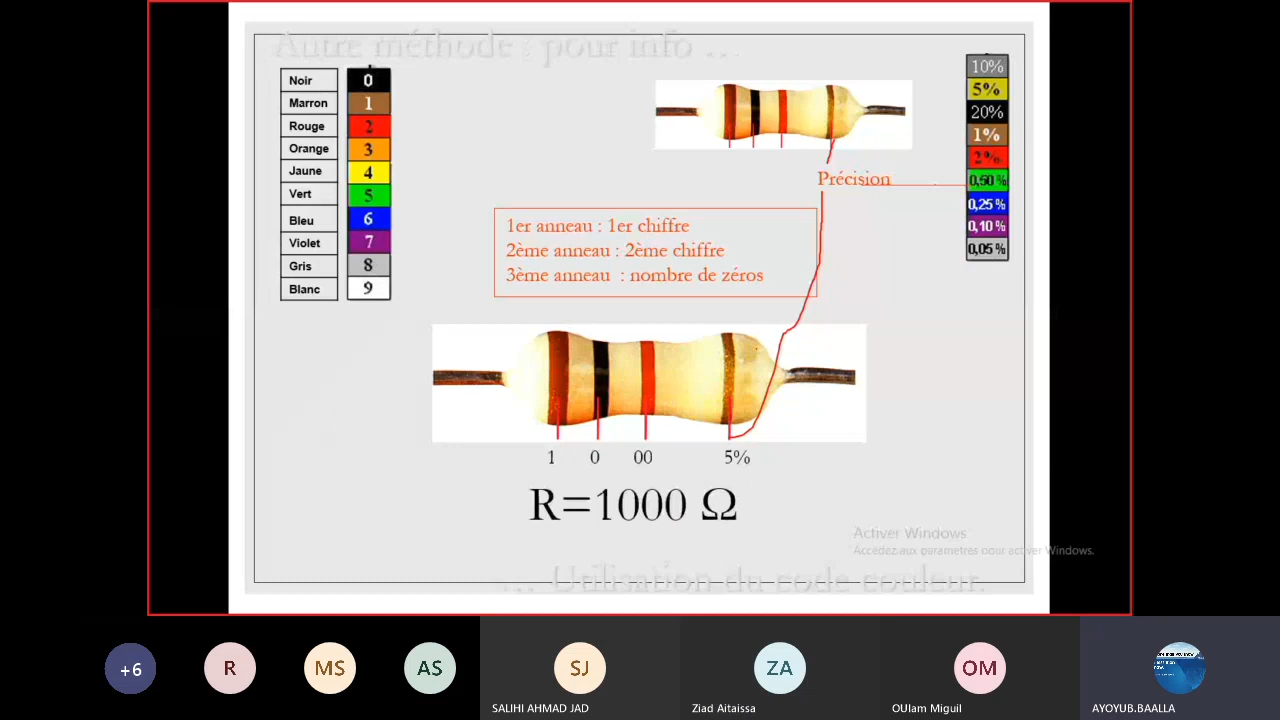 Autre méthode : pour info ...
Noir 0
Marron 1
Rouge 2
Orange 3
Jaune 4
Vert 5
Bleu 6
Violet 7
Gris 8
Blanc 9
10%
5%
20%
1%
2%
0,50 %
0,25 %
0,10 %
0,05 %
Précision
1er anneau : 1er chiffre
2ème anneau : 2ème chiffre
3ème anneau : nombre de zéros
1 0 00 5%
R=1000 Ω
Activer Windows
Accédez aux paramètres pour activer Windows.
... Utilisation du code couleur.
+6
R
MS
AS
SJ
ZA
OM
SALIHI AHMAD JAD
Ziad Aitaissa
OUlam Miguil
AYOYUB.BAALLA